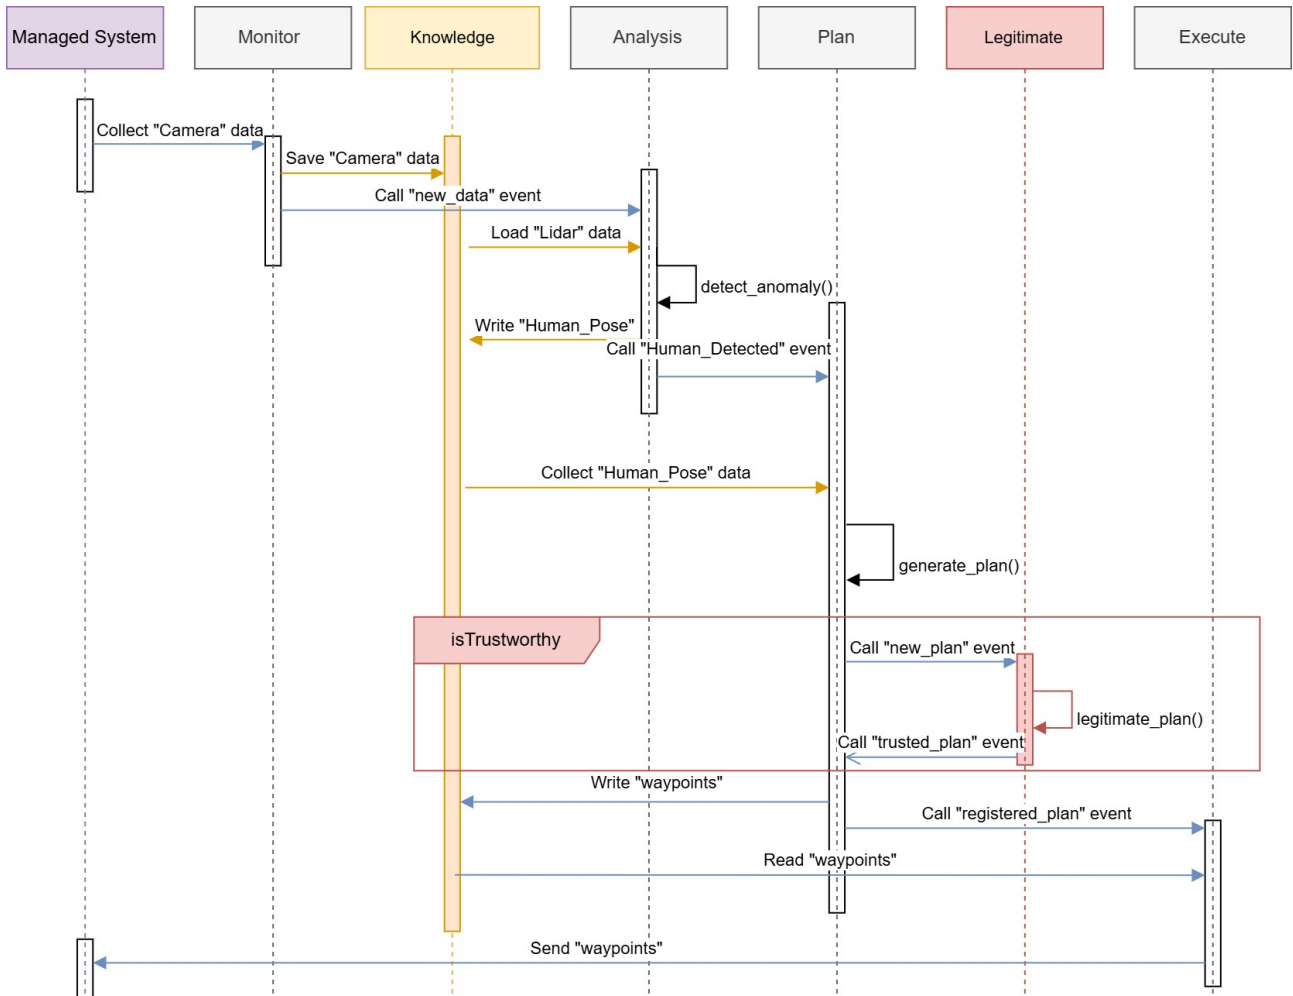 Managed System
Monitor
Knowledge
Analysis
Plan
Legitimate
Execute
Collect "Camera" data
Save "Camera" data
Call "new_data" event
Load "Lidar" data
detect_anomaly()
Write "Human_Pose"
Call "Human_Detected" event
Collect "Human_Pose" data
generate_plan()
isTrustworthy
Call "new_plan" event
legitimate_plan()
Call "trusted_plan" event
Write "waypoints"
Call "registered_plan" event
Read "waypoints"
Send "waypoints"